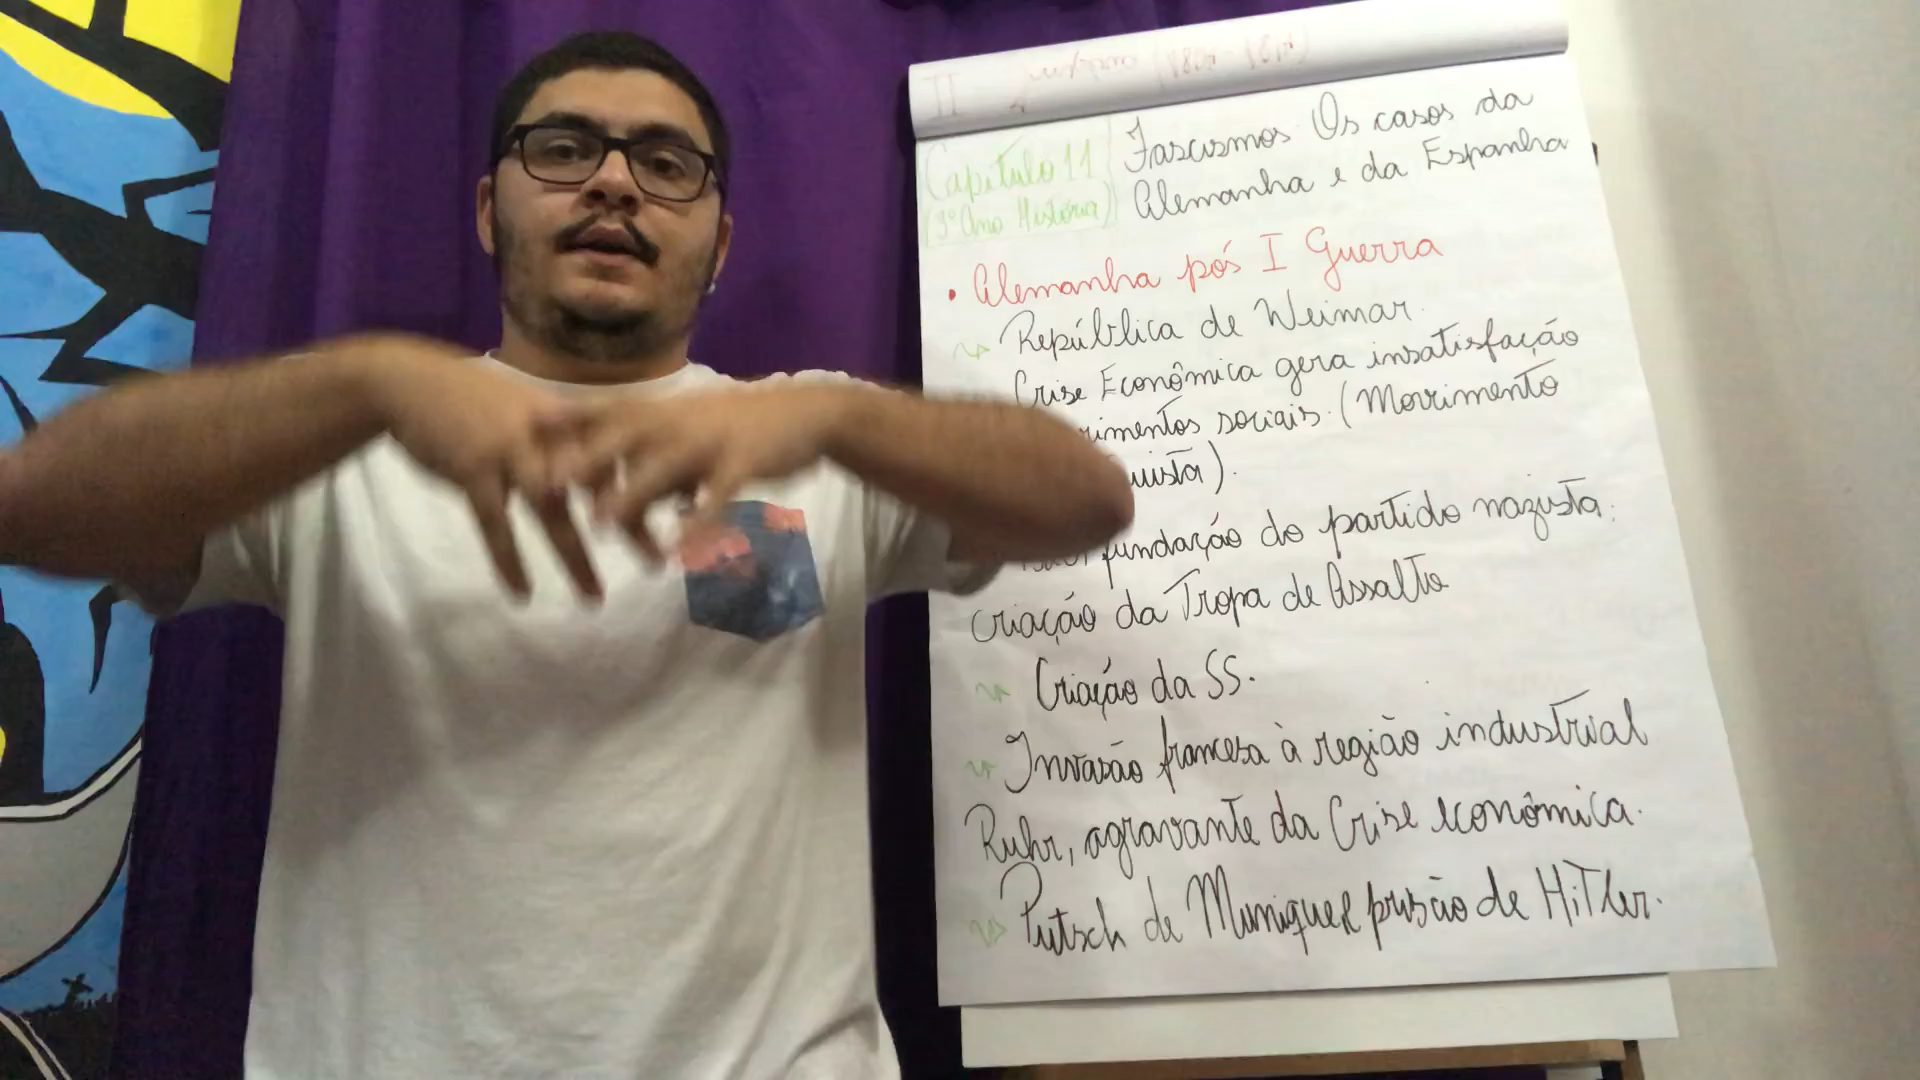 Capítulo 11
(9º Ano História)
Fascismos: Os casos da
Alemanha e da Espanha
• Alemanha pós I Guerra
República de Weimar.
Crise Econômica gera insatisfação
imentos sociais. (Movimento
uista).
fundação do partido nazista:
criação da Tropa de Assalto
Criação da SS.
Invasão francesa à região industrial
Ruhr, agravante da Crise econômica.
Putsch de Munique e prisão de Hitler.